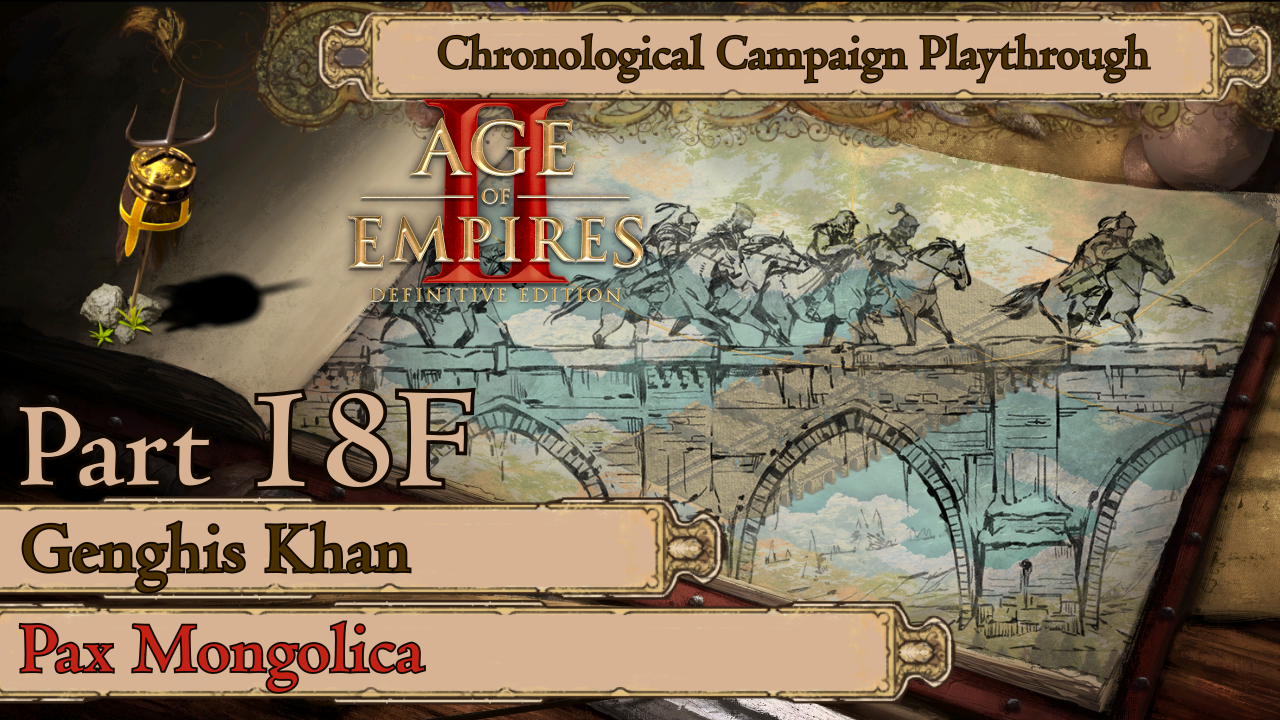 Chronological Campaign Playthrough
II
AGE
OF
EMPIRES
DEFINITIVE EDITION
Part 18F
Genghis Khan
Pax Mongolica